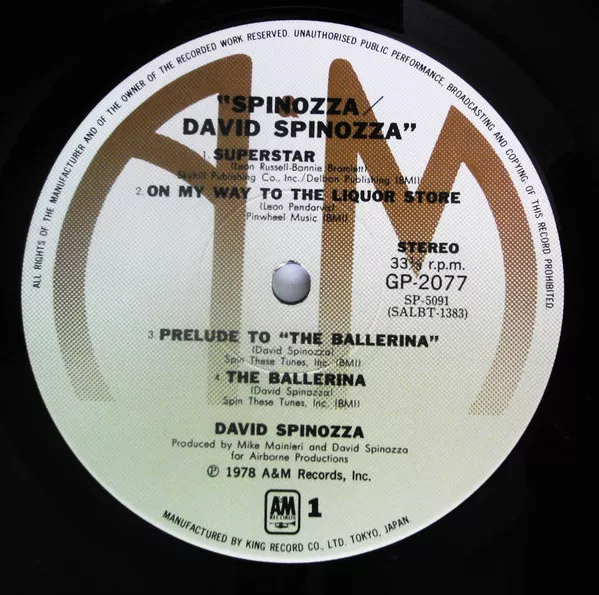 ALL RIGHTS OF THE MANUFACTURER AND OF THE OWNER OF THE RECORDED WORK RESERVED. UNAUTHORISED PUBLIC PERFORMANCE, BROADCASTING AND COPYING OF THIS RECORD PROHIBITED
A&M
"SPINOZZA/
DAVID SPINOZZA"
1. SUPERSTAR
(Leon Russell-Bonnie Bramlett)
Skyhill Publishing Co., Inc./Delbon Publishing (BMI)
2. ON MY WAY TO THE LIQUOR STORE
(Leon Pendarvis)
Pinwheel Music (BMI)
STEREO
33⅓ r.p.m.
GP-2077
SP-5091
(SALBT-1383)
3. PRELUDE TO "THE BALLERINA"
(David Spinozza)
Spin These Tunes, Inc. (BMI)
4. THE BALLERINA
(David Spinozza)
Spin These Tunes, Inc. (BMI)
DAVID SPINOZZA
Produced by Mike Mainieri and David Spinozza
for Airborne Productions
℗ 1978 A&M Records, Inc.
A&M
RECORDS
1
MANUFACTURED BY KING RECORD CO., LTD. TOKYO, JAPAN